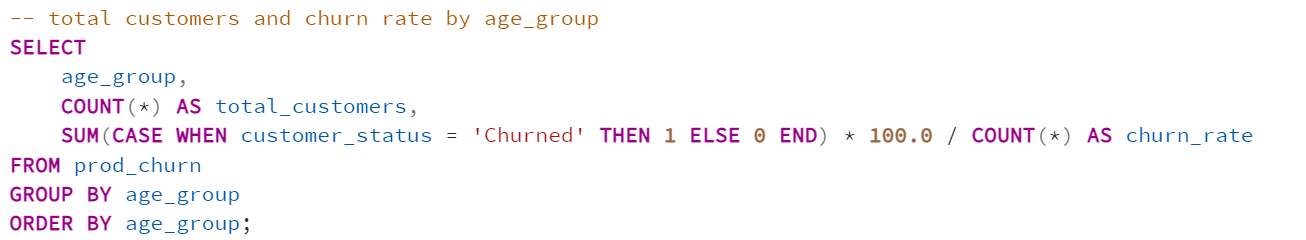 -- total customers and churn rate by age_group
SELECT
    age_group,
    COUNT(*) AS total_customers,
    SUM(CASE WHEN customer_status = 'Churned' THEN 1 ELSE 0 END) * 100.0 / COUNT(*) AS churn_rate
FROM prod_churn
GROUP BY age_group
ORDER BY age_group;